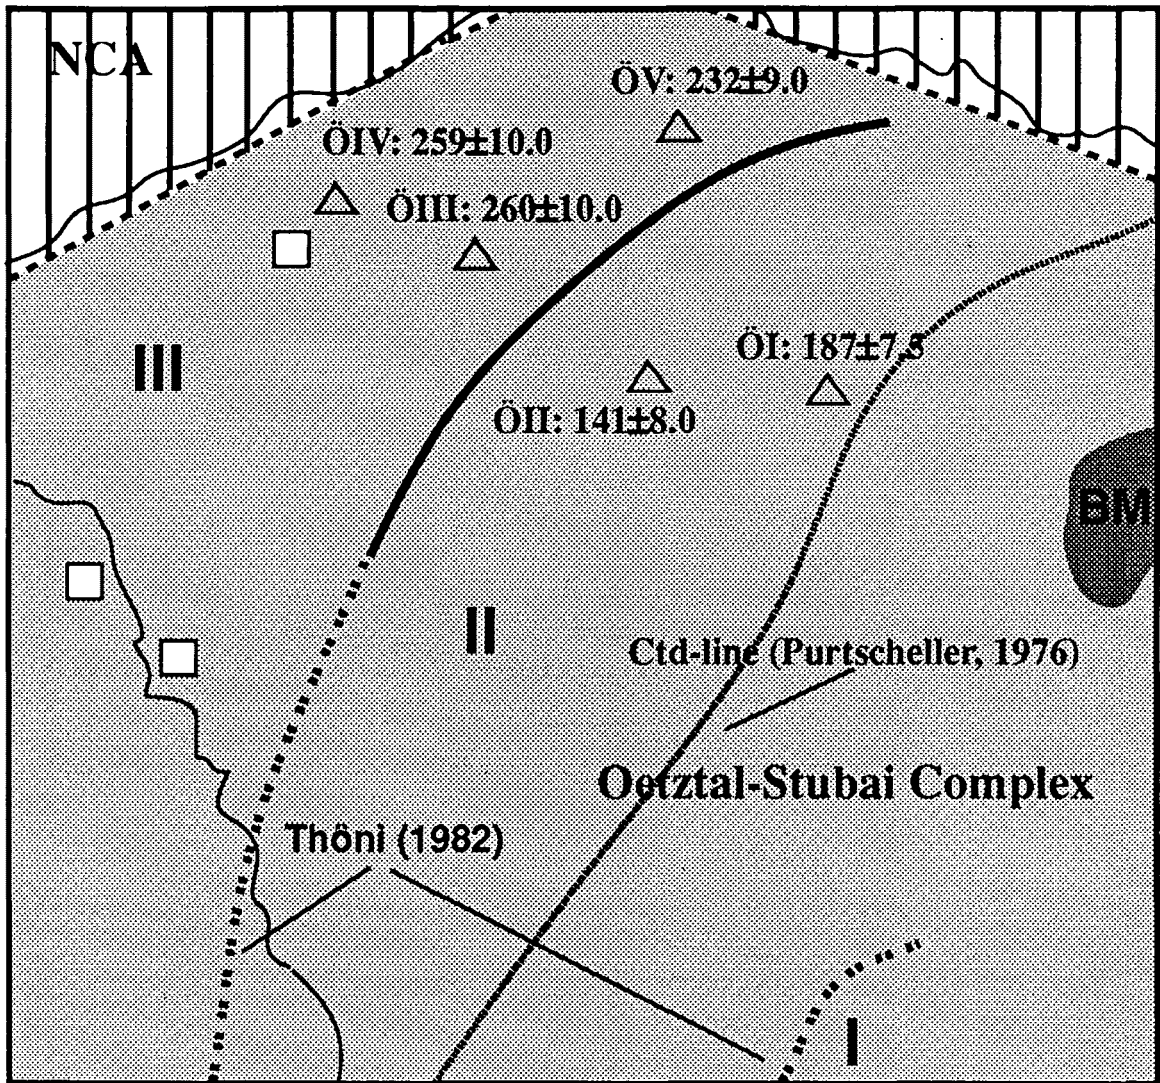 NCA
ÖV: 232±9.0
ÖIV: 259±10.0
ÖIII: 260±10.0
III
ÖI: 187±7.5
ÖII: 141±8.0
BM
II
Ctd-line (Purtscheller, 1976)
Oetztal-Stubai Complex
Thöni (1982)
I